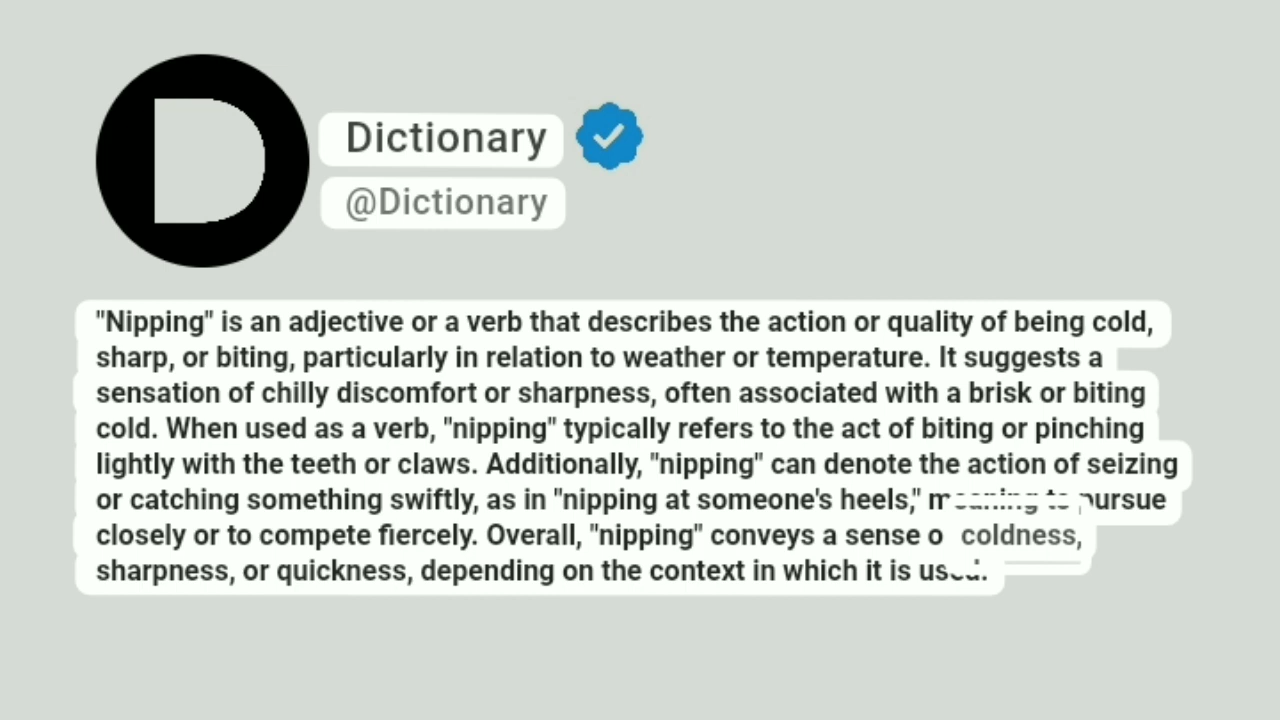 D
Dictionary
@Dictionary
"Nipping" is an adjective or a verb that describes the action or quality of being cold,
sharp, or biting, particularly in relation to weather or temperature. It suggests a
sensation of chilly discomfort or sharpness, often associated with a brisk or biting
cold. When used as a verb, "nipping" typically refers to the act of biting or pinching
lightly with the teeth or claws. Additionally, "nipping" can denote the action of seizing
or catching something swiftly, as in "nipping at someone's heels," meaning to pursue
closely or to compete fiercely. Overall, "nipping" conveys a sense o coldness,
sharpness, or quickness, depending on the context in which it is used.